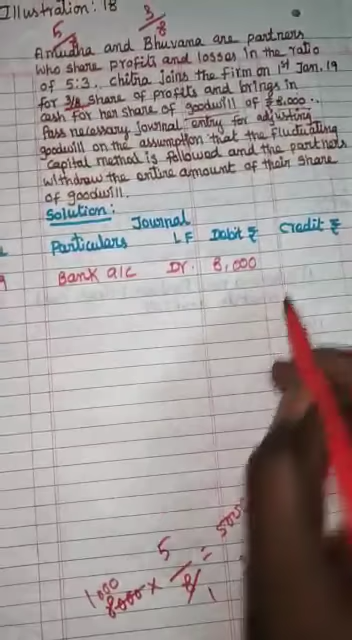 Illustration: 18
5 3/8
Amudha and Bhuvana are partners
who share profits and losses in the ratio
of 5:3. Chitra joins the firm on 1st Jan. 19
for 3/8 share of profits and brings in
cash for her share of goodwill of ₹ 8,000.
Pass necessary journal entry for adjusting
goodwill on the assumption that the fluctuating
capital method is followed and the partners
withdraw the entire amount of their share
of goodwill.
Solution:
Journal
Particulars LF Debit ₹ Credit ₹
Bank a/c Dr. 8,000
1000
8000 × 5/8 = 5000
1